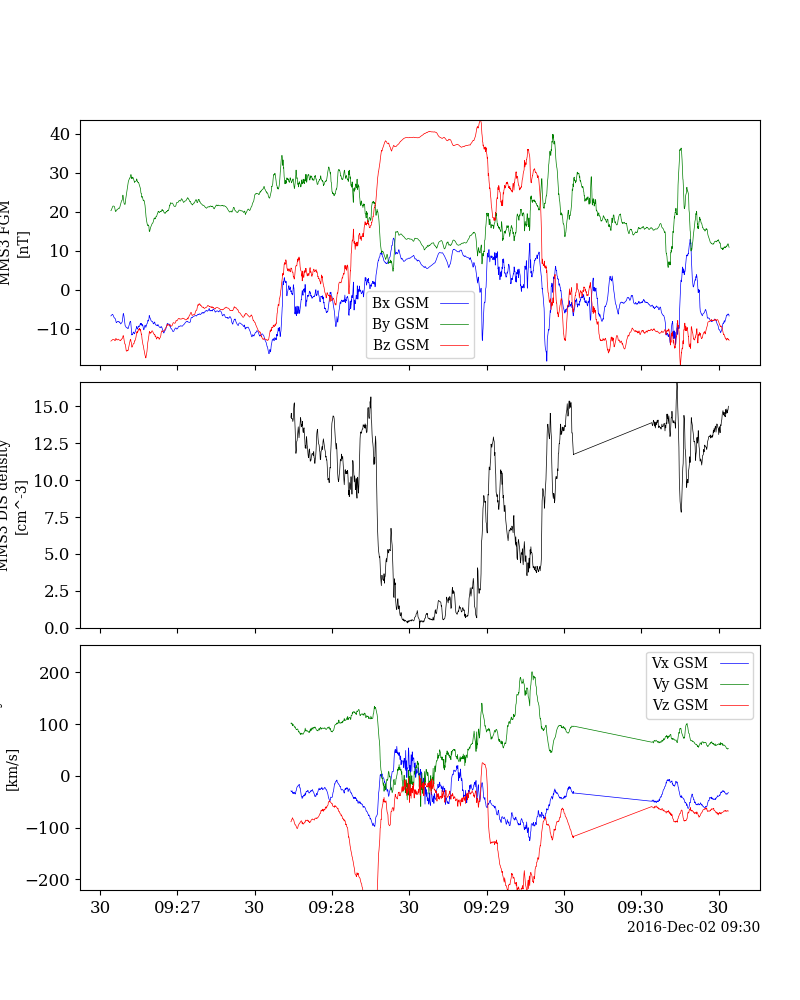 40
30
20
10
0
−10
MMS3 FGM
[nT]
Bx GSM
By GSM
Bz GSM
15.0
12.5
10.0
7.5
5.0
2.5
0.0
MMS3 DIS density
[cm^-3]
200
100
0
−100
−200
[km/s]
Vx GSM
Vy GSM
Vz GSM
30 09:27 30 09:28 30 09:29 30 09:30 30
2016-Dec-02 09:30